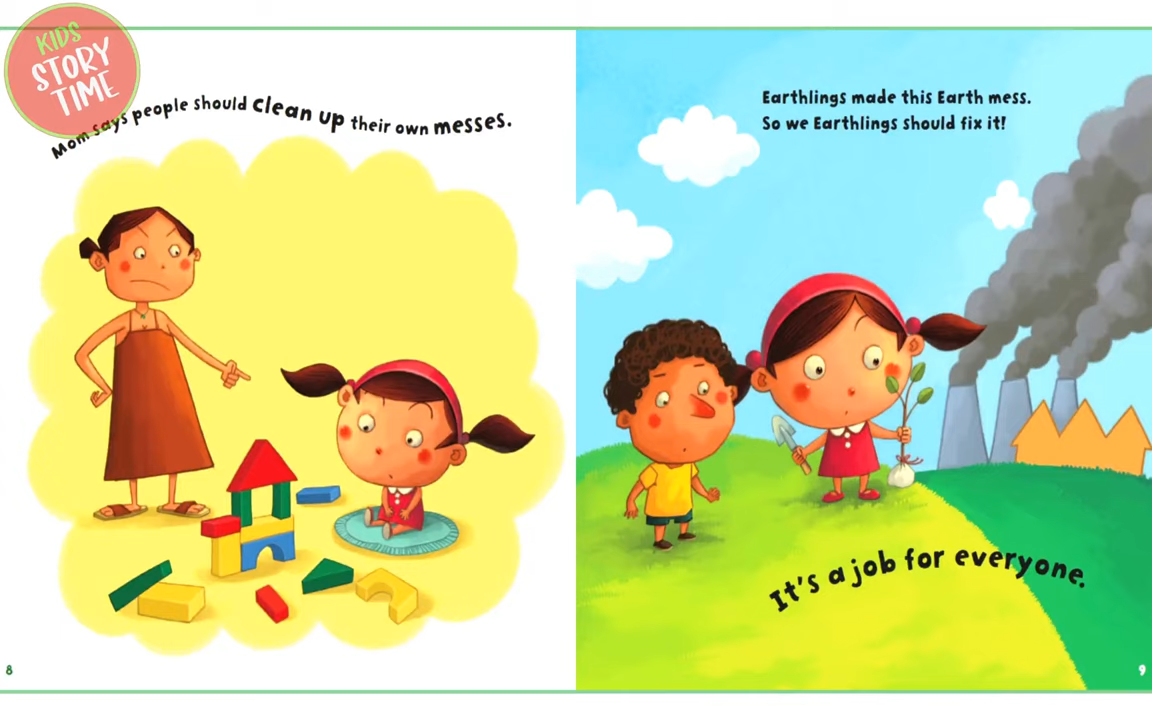 KIDS
STORY
TIME
Mom says people should clean up their own messes.
8
Earthlings made this Earth mess.
So we Earthlings should fix it!
It's a job for everyone.
9